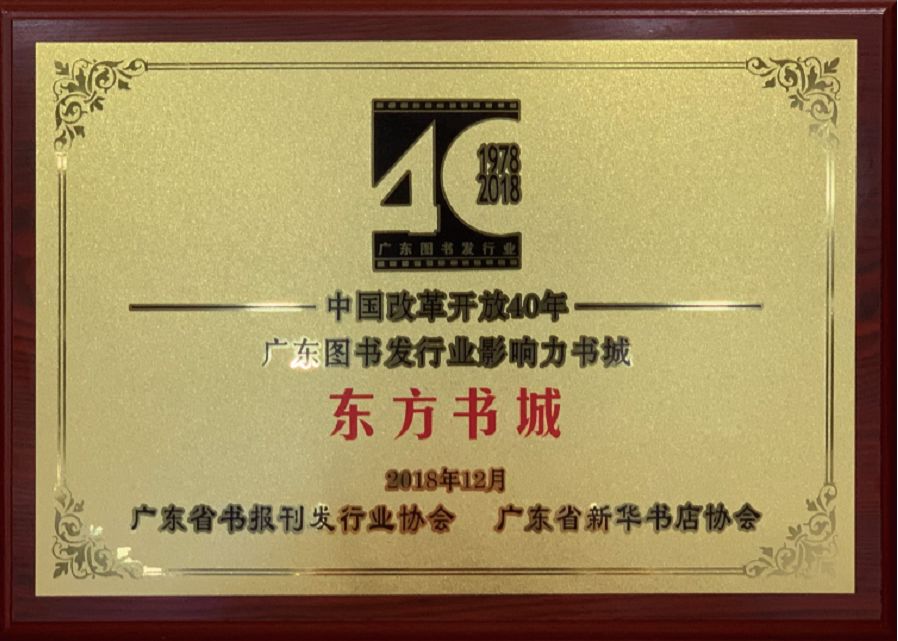 40
1978
2018
广东图书发行业
中国改革开放40年
广东图书发行业影响力书城
东方书城
2018年12月
广东省书报刊发行业协会 广东省新华书店协会